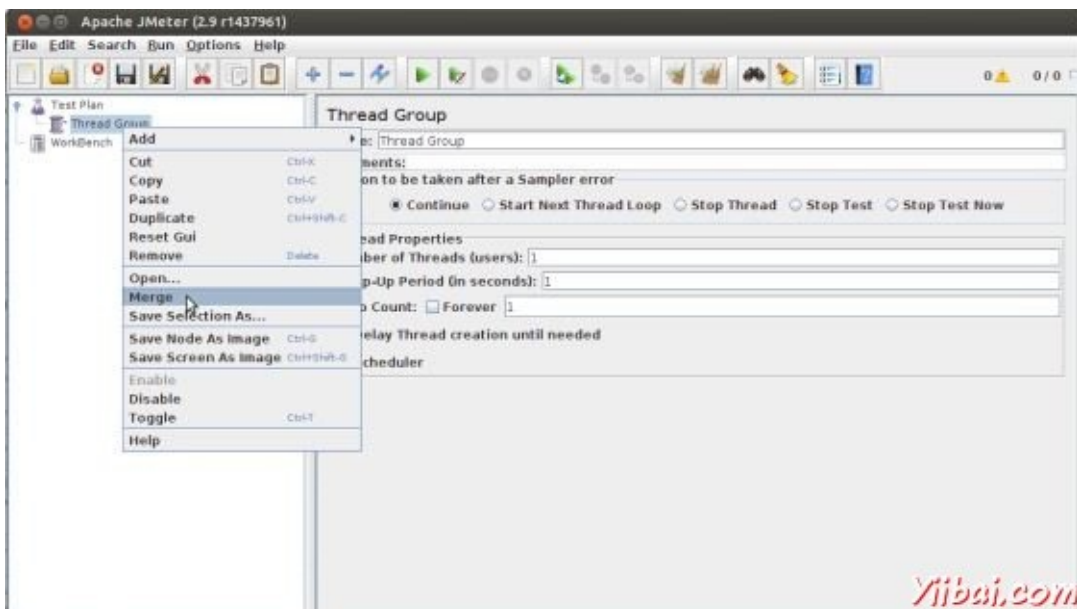 Apache JMeter (2.9 r1437961)
File Edit Search Run Options Help
0 0 / 0
Test Plan
Thread Group
WorkBench
Thread Group
e: Thread Group
ments:
on to be taken after a Sampler error
Continue Start Next Thread Loop Stop Thread Stop Test Stop Test Now
ead Properties
ber of Threads (users): 1
p-Up Period (in seconds): 1
p Count: Forever 1
elay Thread creation until needed
cheduler
Add
Cut Ctrl-X
Copy Ctrl-C
Paste Ctrl-V
Duplicate Ctrl+Shift-C
Reset Gui
Remove Delete
Open...
Merge
Save Selection As...
Save Node As Image Ctrl-G
Save Screen As Image Ctrl+Shift-G
Enable
Disable
Toggle Ctrl-T
Help
Yiibai.com